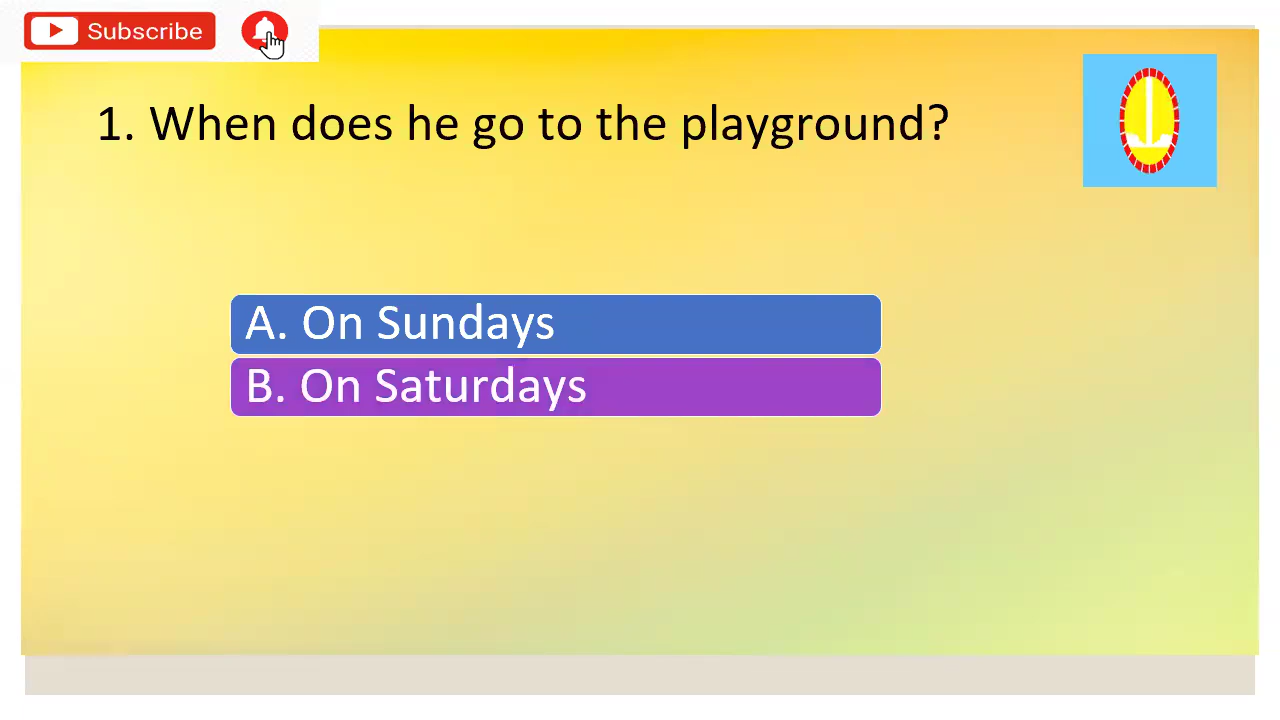 Subscribe
1. When does he go to the playground?
A. On Sundays
B. On Saturdays